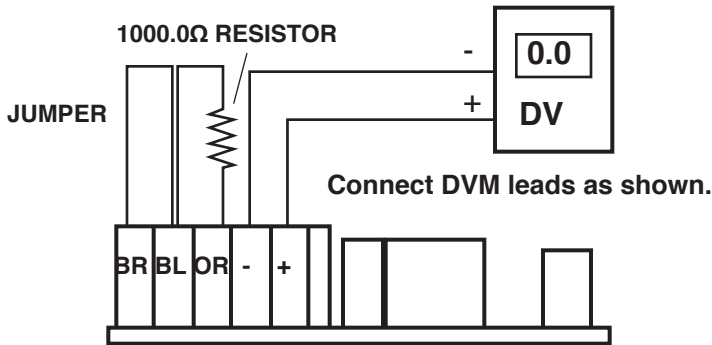 1000.0Ω RESISTOR
-
0.0
JUMPER
+
DV
Connect DVM leads as shown.
BR BL OR - +